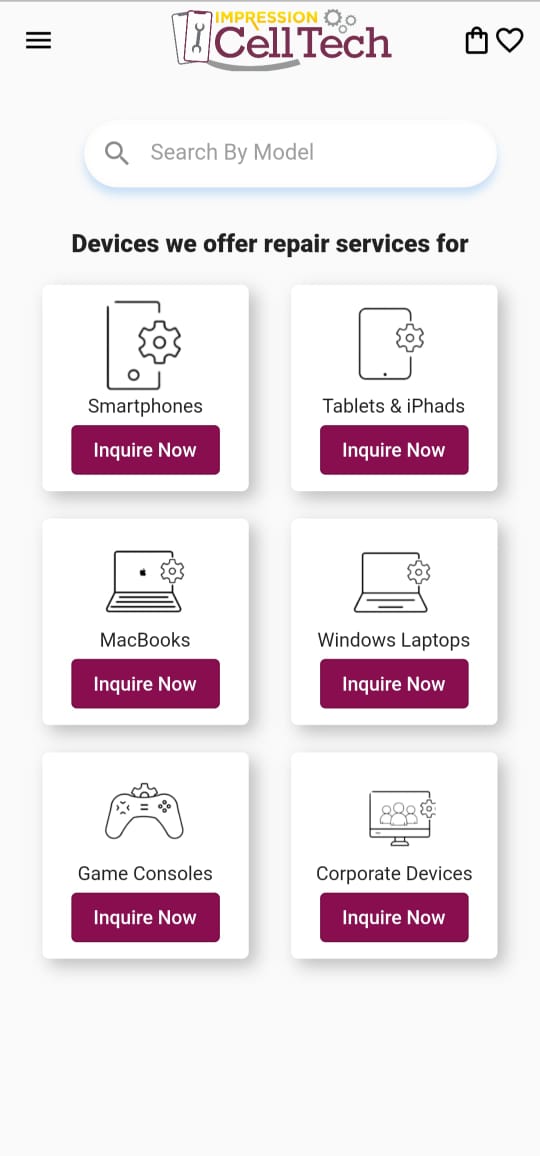 IMPRESSION
CellTech
Search By Model
Devices we offer repair services for
Smartphones
Inquire Now
Tablets & iPhads
Inquire Now
MacBooks
Inquire Now
Windows Laptops
Inquire Now
Game Consoles
Inquire Now
Corporate Devices
Inquire Now